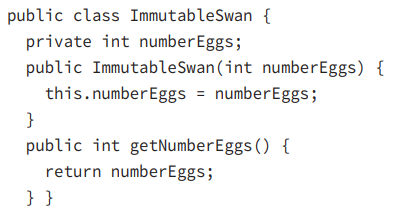 public class ImmutableSwan {
  private int numberEggs;
  public ImmutableSwan(int numberEggs) {
    this.numberEggs = numberEggs;
  }
  public int getNumberEggs() {
    return numberEggs;
  } }